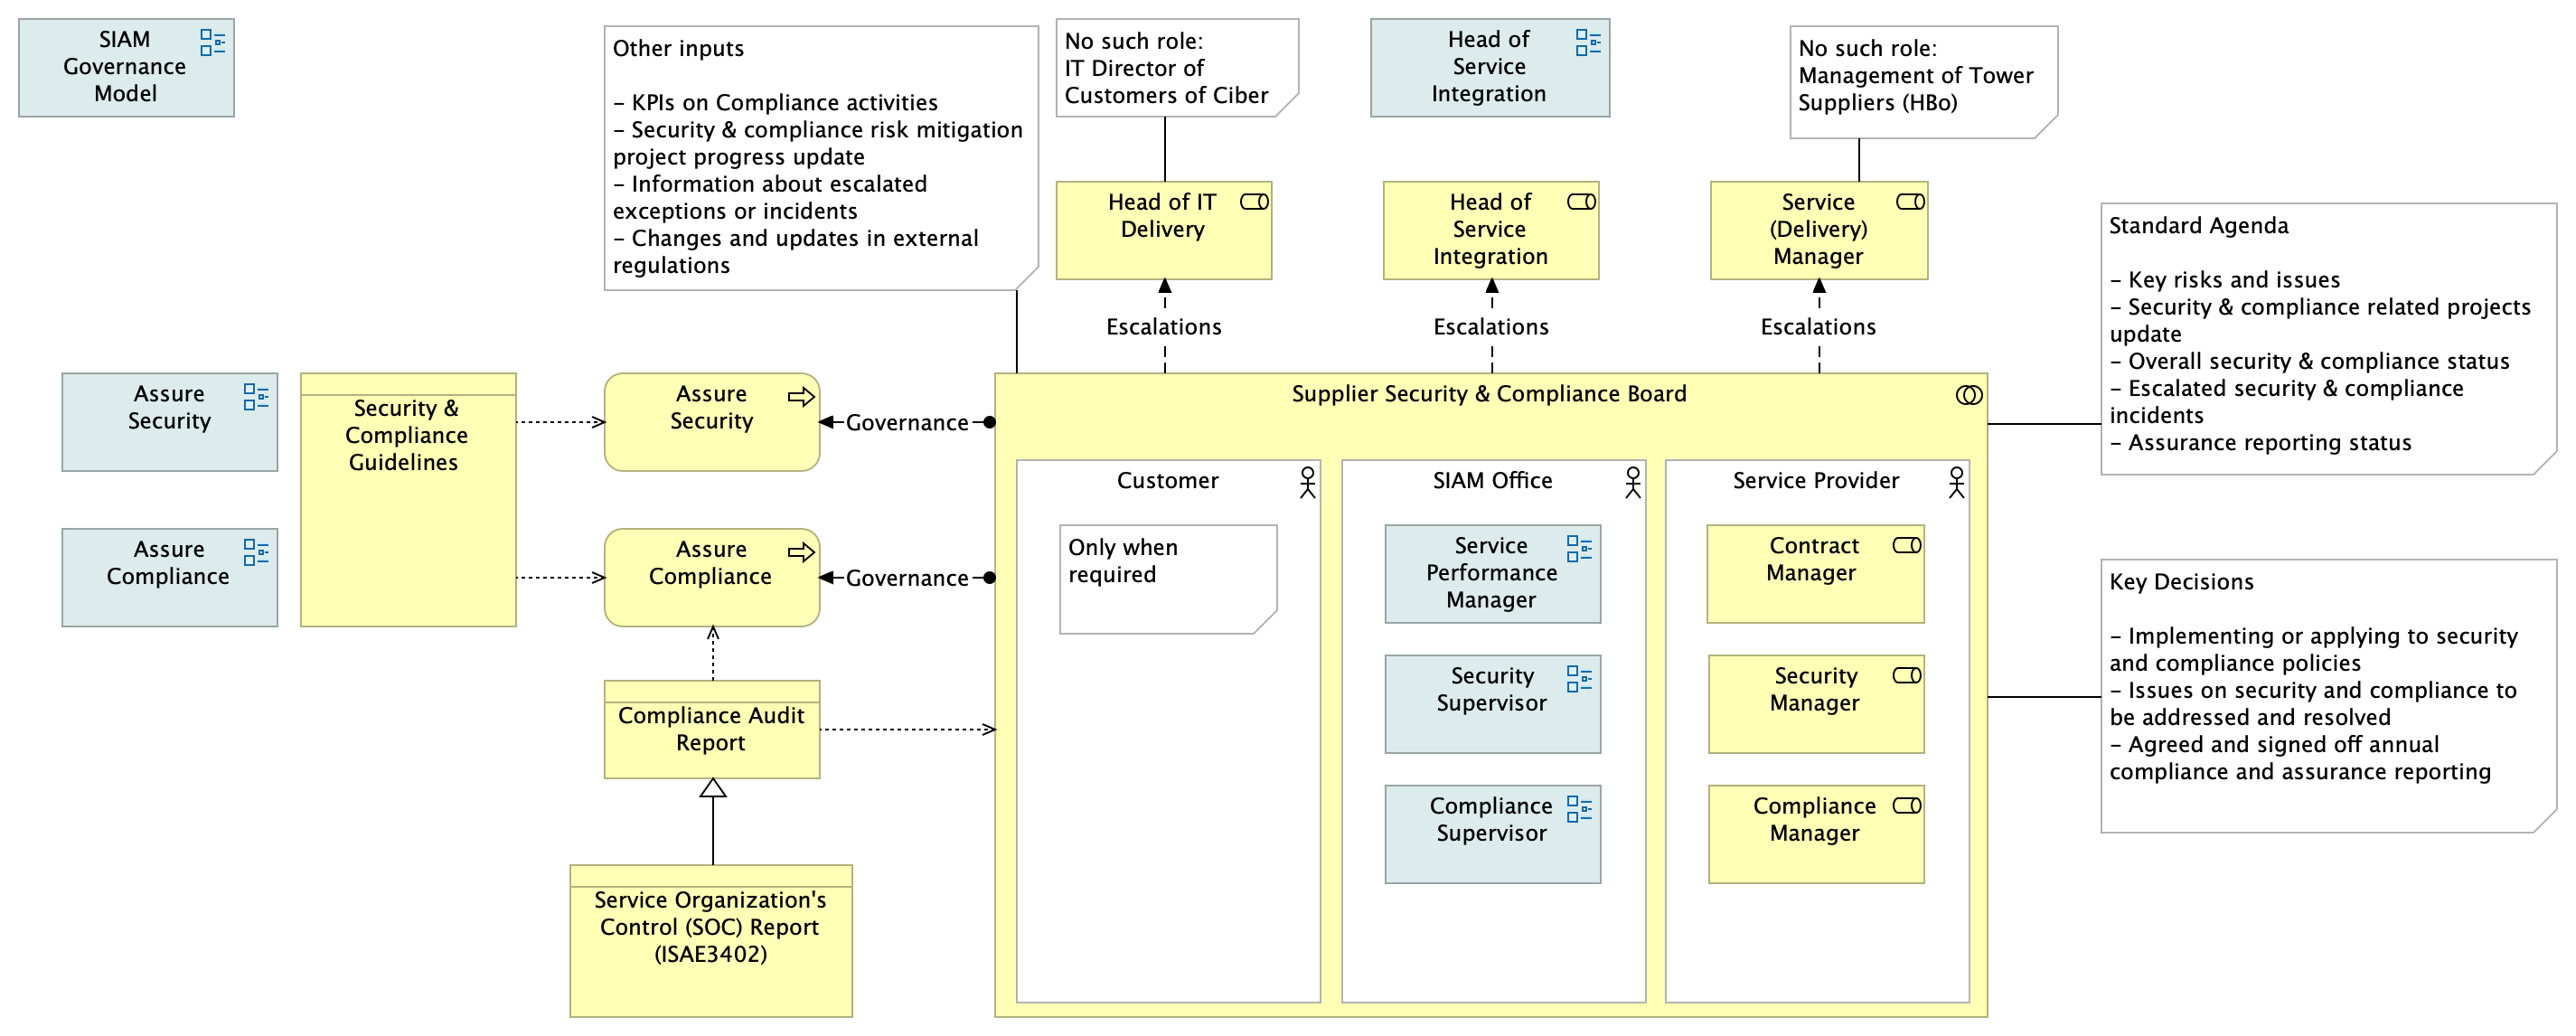 SIAM
Governance
Model
Other inputs
- KPIs on Compliance activities
- Security & compliance risk mitigation
project progress update
- Information about escalated
exceptions or incidents
- Changes and updates in external
regulations
No such role:
IT Director of
Customers of Ciber
Head of
Service
Integration
No such role:
Management of Tower
Suppliers (HBo)
Head of IT
Delivery
Head of
Service
Integration
Service
(Delivery)
Manager
Escalations
Escalations
Escalations
Standard Agenda
- Key risks and issues
- Security & compliance related projects
update
- Overall security & compliance status
- Escalated security & compliance
incidents
- Assurance reporting status
Assure
Security
Security &
Compliance
Guidelines
Assure
Security
Governance
Supplier Security & Compliance Board
Assure
Compliance
Assure
Compliance
Governance
Customer
Only when
required
SIAM Office
Service
Performance
Manager
Security
Supervisor
Compliance
Supervisor
Service Provider
Contract
Manager
Security
Manager
Compliance
Manager
Key Decisions
- Implementing or applying to security
and compliance policies
- Issues on security and compliance to
be addressed and resolved
- Agreed and signed off annual
compliance and assurance reporting
Compliance Audit
Report
Service Organization's
Control (SOC) Report
(ISAE3402)